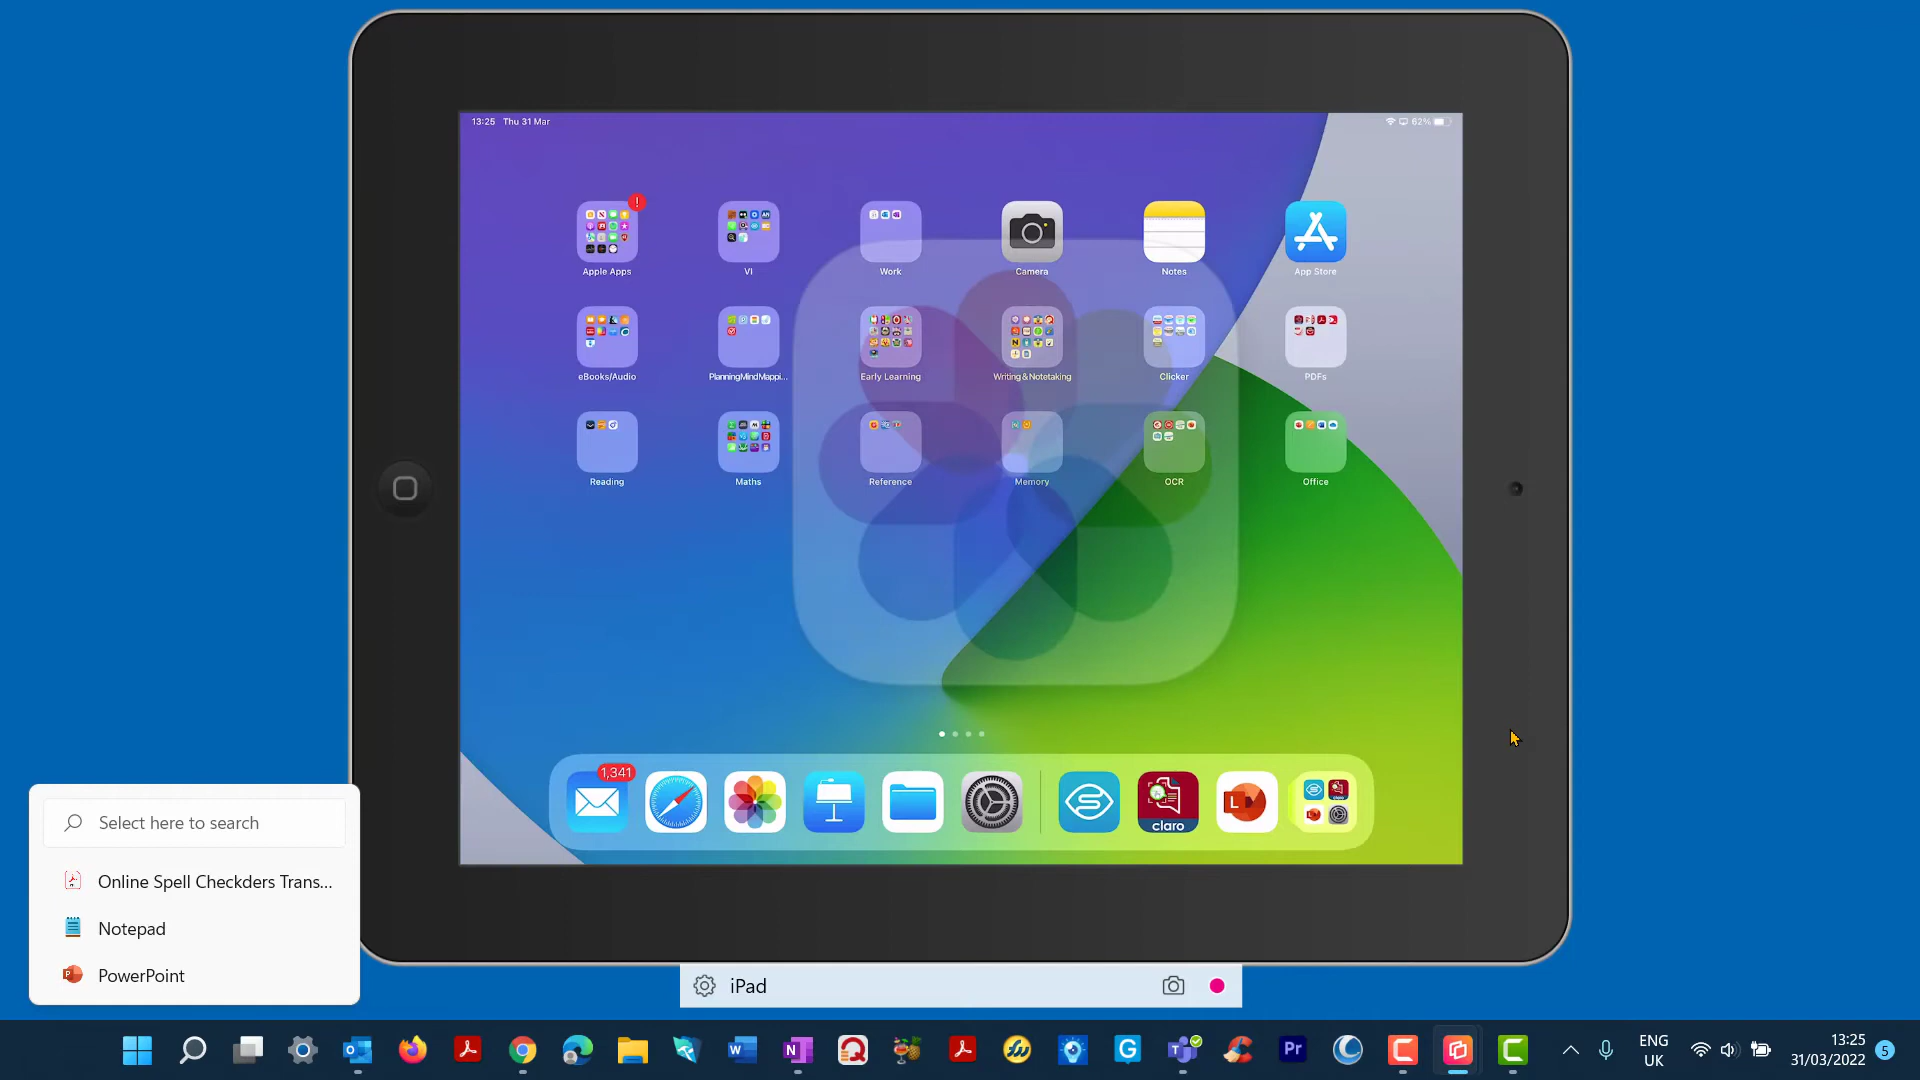 13:25 Thu 31 Mar
62%
!
Apple Apps VI Work Camera Notes App Store
eBooks/Audio PlanningMindMappi... Early Learning Writing&Notetaking Clicker PDFs
Reading Maths Reference Memory OCR Office
1,341
claro
L
Select here to search
Online Spell Checkders Trans...
Notepad
PowerPoint
iPad
ENG
UK
13:25
31/03/2022
5